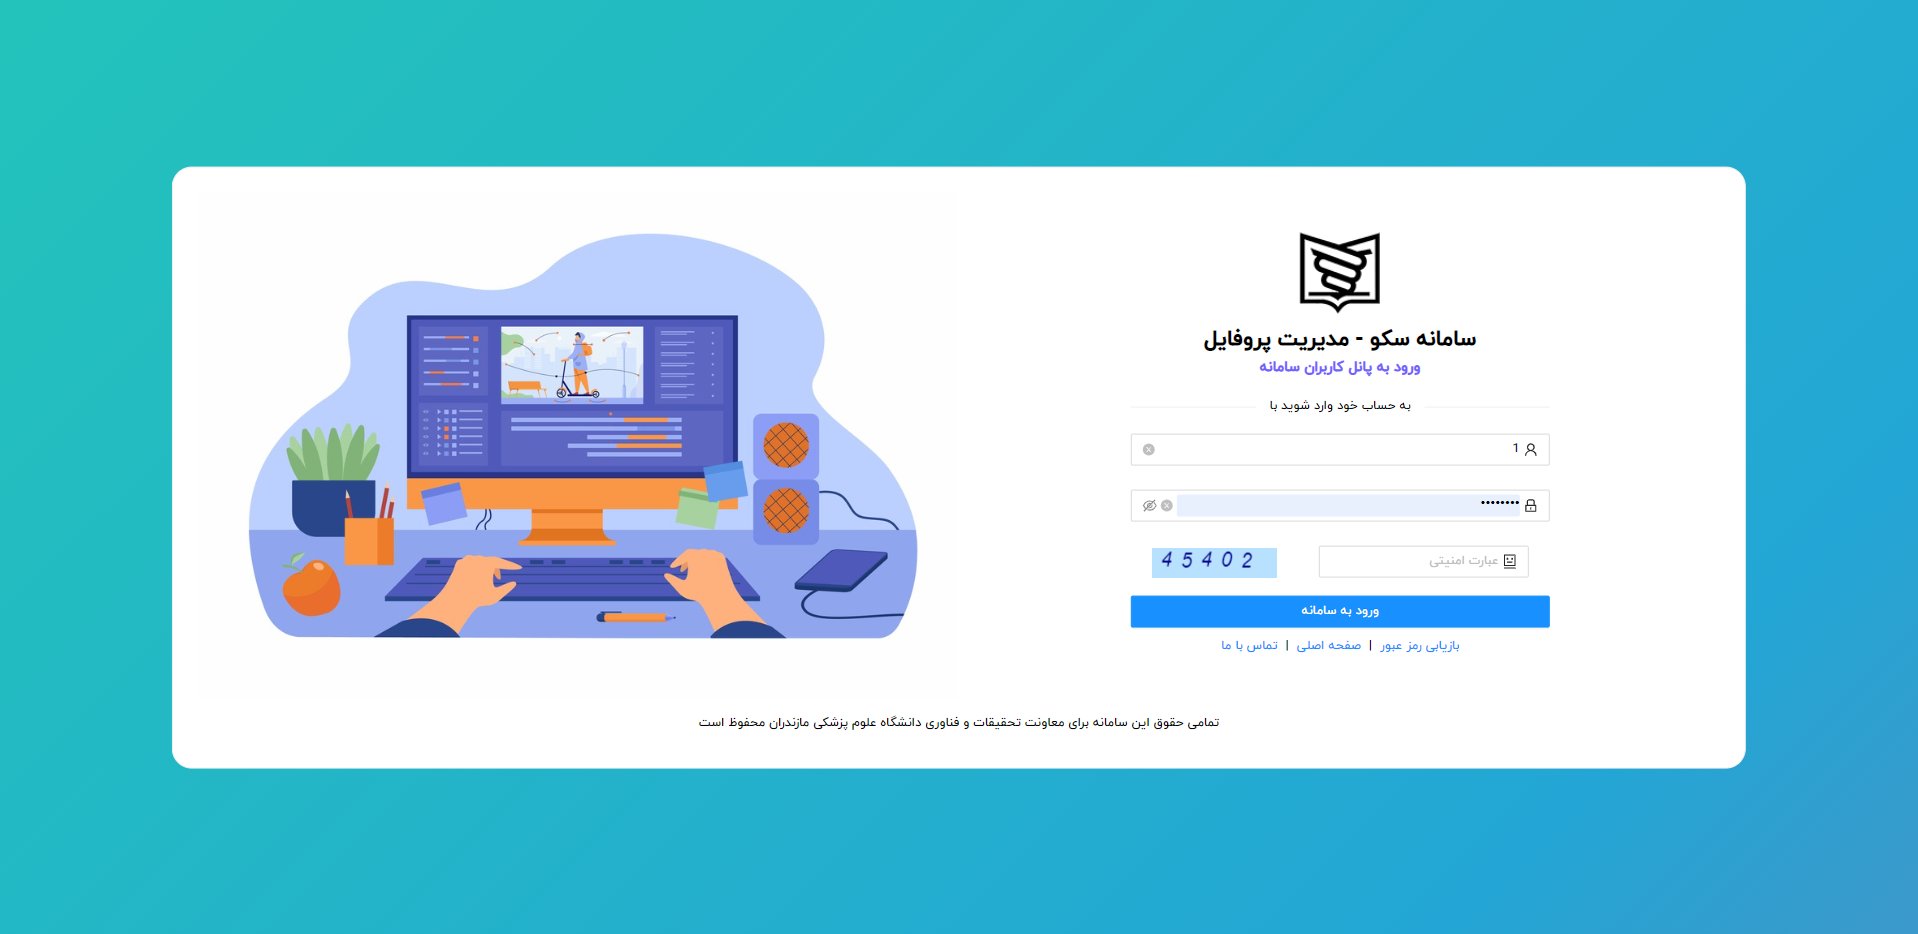 سامانه سکو - مدیریت پروفایل
ورود به پانل کاربران سامانه
به حساب خود وارد شوید با
1
••••••••
عبارت امنیتی
45402
ورود به سامانه
بازیابی رمز عبور | صفحه اصلی | تماس با ما
تمامی حقوق این سامانه برای معاونت تحقیقات و فناوری دانشگاه علوم پزشکی مازندران محفوظ است